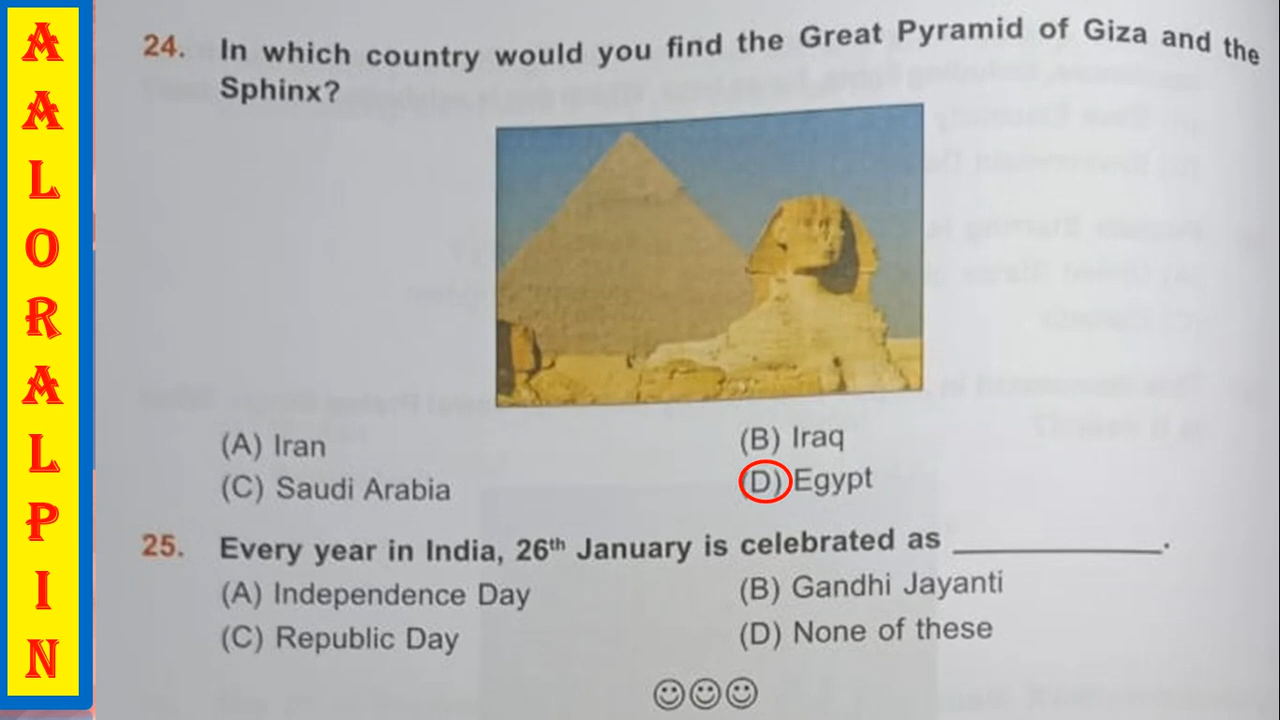 A
A
L
O
R
A
L
P
I
N
24. In which country would you find the Great Pyramid of Giza and the
Sphinx?
(A) Iran
(B) Iraq
(C) Saudi Arabia
(D) Egypt
25. Every year in India, 26th January is celebrated as ____________.
(A) Independence Day
(B) Gandhi Jayanti
(C) Republic Day
(D) None of these